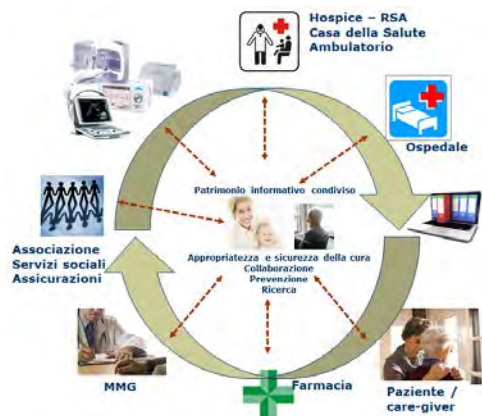 Hospice – RSA
Casa della Salute
Ambulatorio
Ospedale
Patrimonio informativo condiviso
Associazione
Servizi sociali
Assicurazioni
Appropriatezza e sicurezza della cura
Collaborazione
Prevenzione
Ricerca
MMG
Farmacia
Paziente /
care-giver